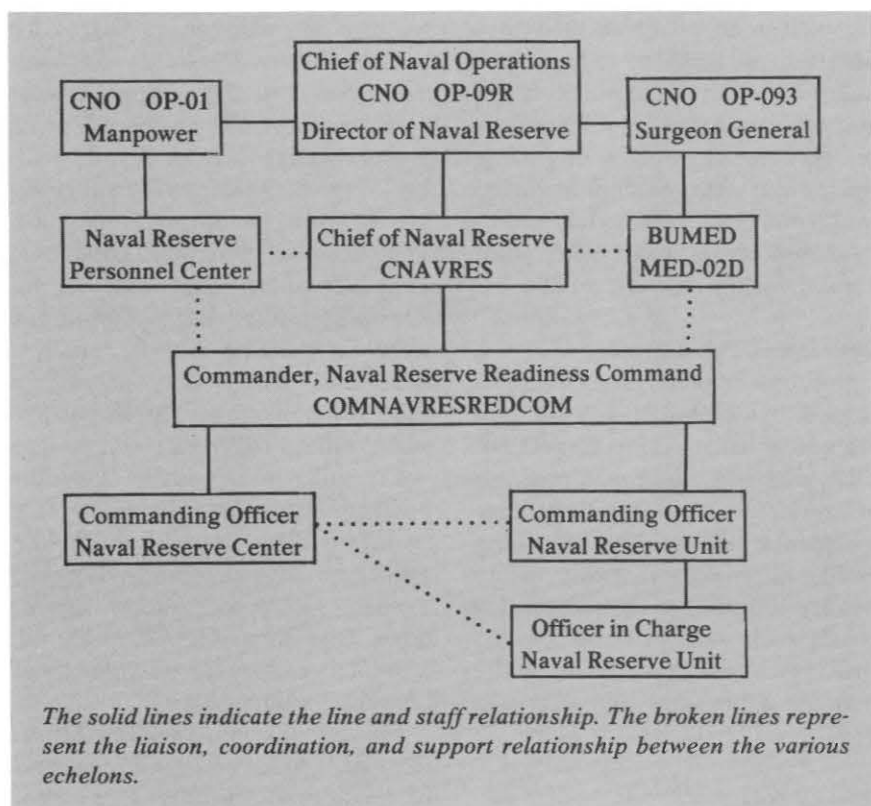 Chief of Naval Operations
CNO OP-09R
Director of Naval Reserve
CNO OP-01
Manpower
CNO OP-093
Surgeon General
Naval Reserve
Personnel Center
Chief of Naval Reserve
CNAVRES
BUMED
MED-02D
Commander, Naval Reserve Readiness Command
COMNAVRESREDCOM
Commanding Officer
Naval Reserve Center
Commanding Officer
Naval Reserve Unit
Officer in Charge
Naval Reserve Unit
The solid lines indicate the line and staff relationship. The broken lines repre-
sent the liaison, coordination, and support relationship between the various
echelons.